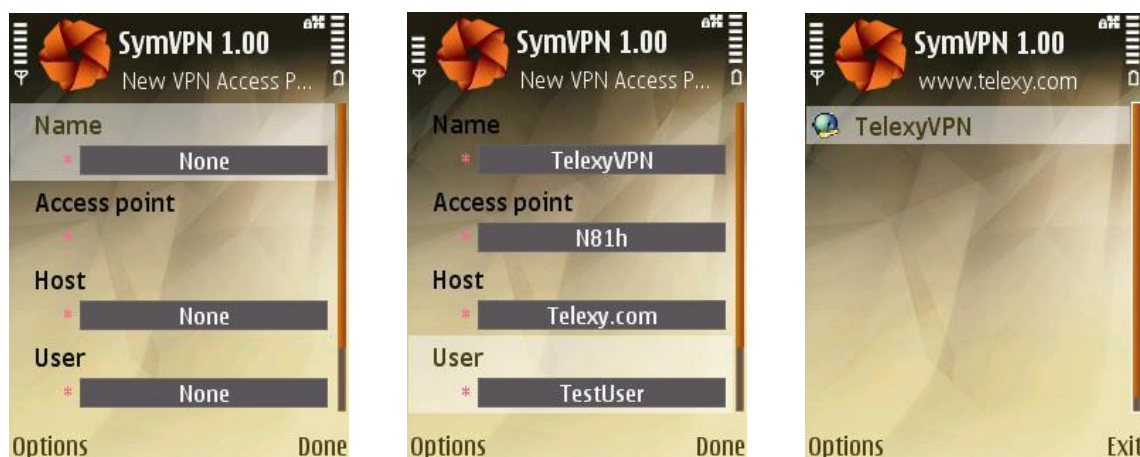 SymVPN 1.00
New VPN Access P...
Name
* None
Access point
*
Host
* None
User
* None
Options Done
SymVPN 1.00
New VPN Access P...
Name
* TelexyVPN
Access point
* N81h
Host
* Telexy.com
User
* TestUser
Options Done
SymVPN 1.00
www.telexy.com
TelexyVPN
Options Exit